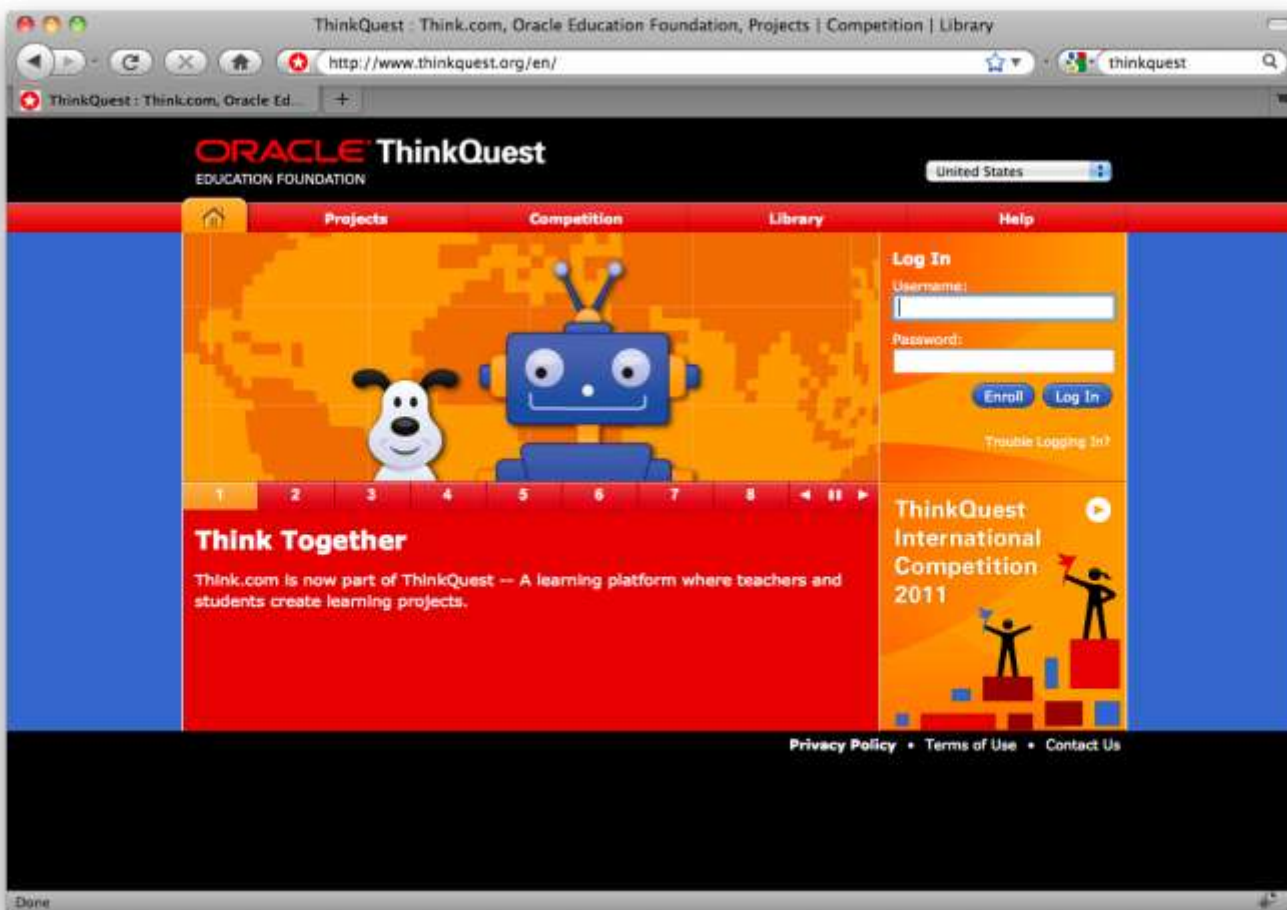 ThinkQuest : Think.com, Oracle Education Foundation, Projects | Competition | Library
http://www.thinkquest.org/en/
thinkquest
ThinkQuest : Think.com, Oracle Ed...
+
ORACLE ThinkQuest
EDUCATION FOUNDATION
United States
Projects
Competition
Library
Help
Log In
Username:
Password:
Enroll
Log In
Trouble Logging In?
1 2 3 4 5 6 7 8
Think Together
Think.com is now part of ThinkQuest -- A learning platform where teachers and
students create learning projects.
ThinkQuest
International
Competition
2011
Privacy Policy • Terms of Use • Contact Us
Done